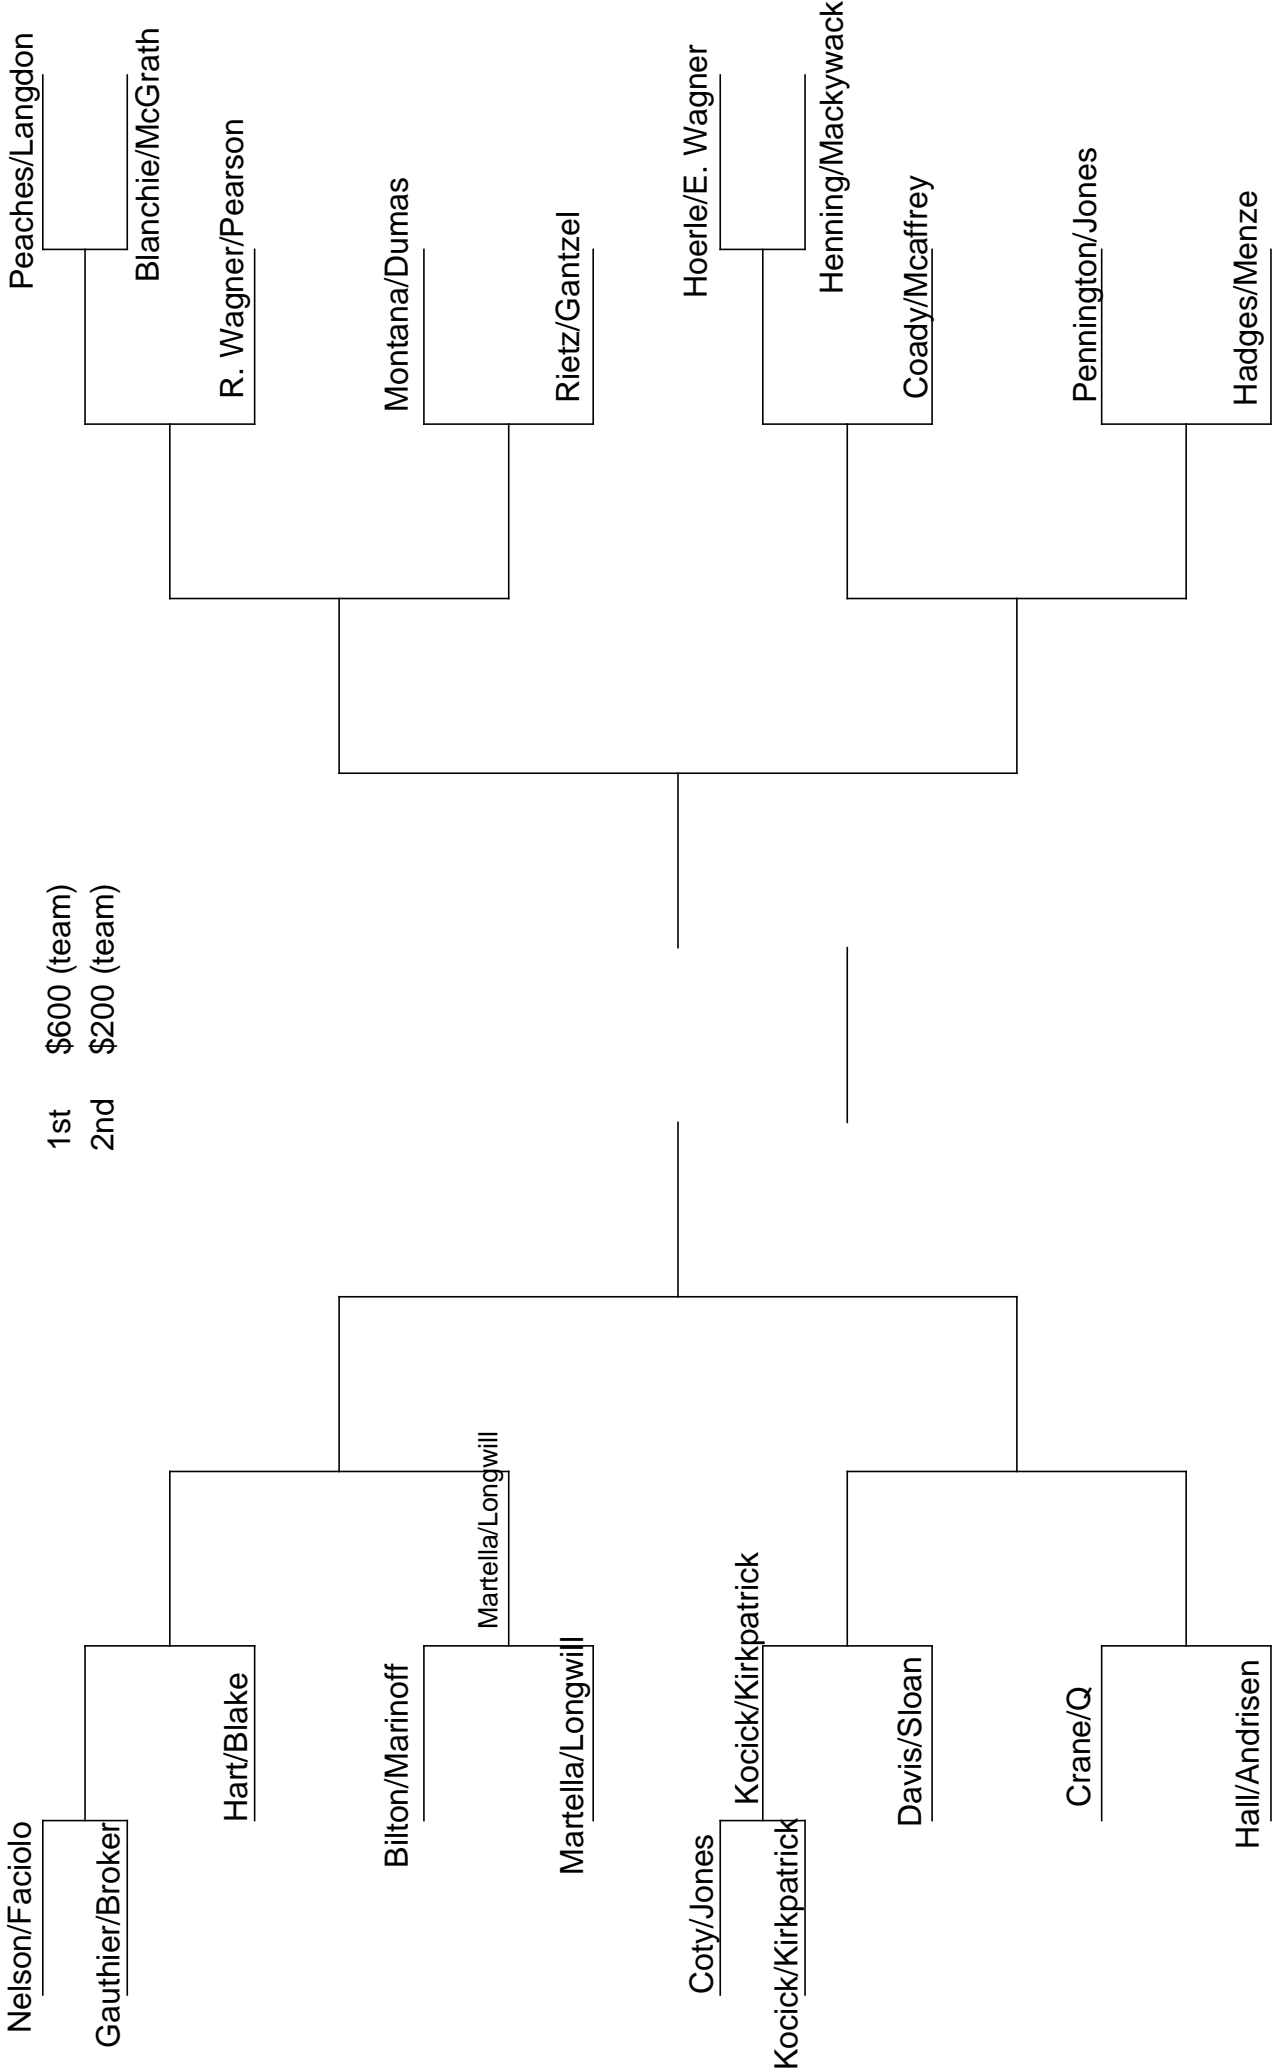 Nelson/Faciolo
Gauthier/Broker
Hart/Blake
Bilton/Marinoff
Martella/Longwill
Martella/Longwill
Coty/Jones
Kocick/Kirkpatrick
Kocick/Kirkpatrick
Davis/Sloan
Crane/Q
Hall/Andrisen
1st $600 (team)
2nd $200 (team)
Peaches/Langdon
Blanchie/McGrath
R. Wagner/Pearson
Montana/Dumas
Rietz/Gantzel
Hoerle/E. Wagner
Henning/Mackywack
Coady/Mcaffrey
Pennington/Jones
Hadges/Menze